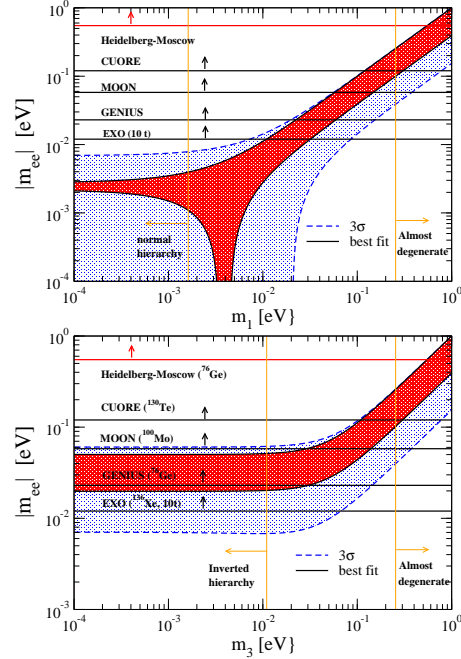 10^0
Heidelberg-Moscow
CUORE
10^-1
MOON
GENIUS
10^-2
EXO (10 t)
|m_ee| [eV}
10^-3
normal
hierarchy
3σ
best fit
Almost
degenerate
10^-4
10^-4 10^-3 10^-2 10^-1 10^0
m_1 [eV}
10^0
Heidelberg-Moscow (^76Ge)
CUORE (^130Te)
10^-1
MOON (^100Mo)
GENIUS (^76Ge)
EXO (^136Xe, 10t)
10^-2
|m_ee| [eV}
Inverted
hierarchy
3σ
best fit
Almost
degenerate
10^-3
10^-4 10^-3 10^-2 10^-1 10^0
m_3 [eV}